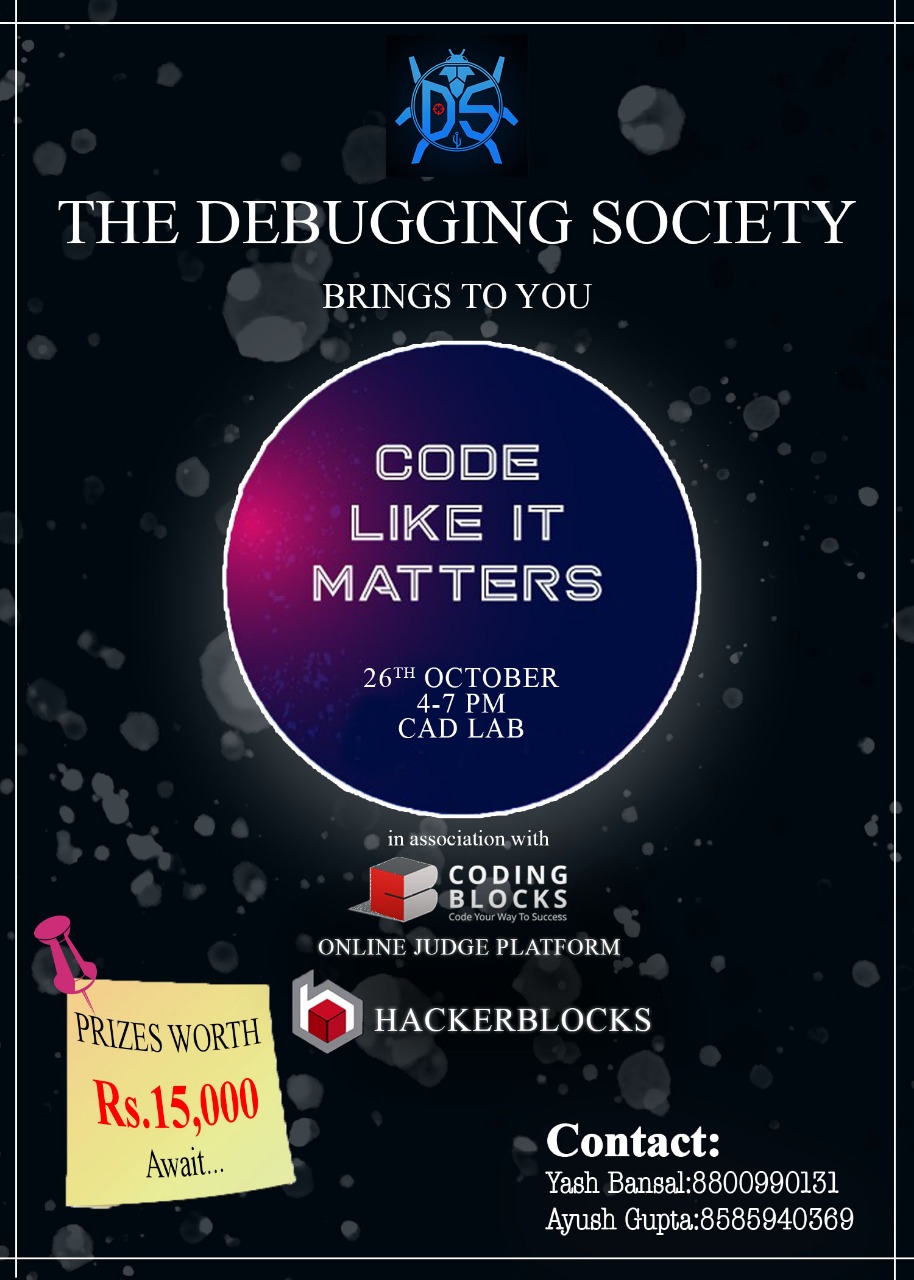 DS
THE DEBUGGING SOCIETY
BRINGS TO YOU
CODE
LIKE IT
MATTERS
26TH OCTOBER
4-7 PM
CAD LAB
in association with
CODING
BLOCKS
Code Your Way To Success
ONLINE JUDGE PLATFORM
HACKERBLOCKS
PRIZES WORTH
Rs.15,000
Await...
Contact:
Yash Bansal:8800990131
Ayush Gupta:8585940369